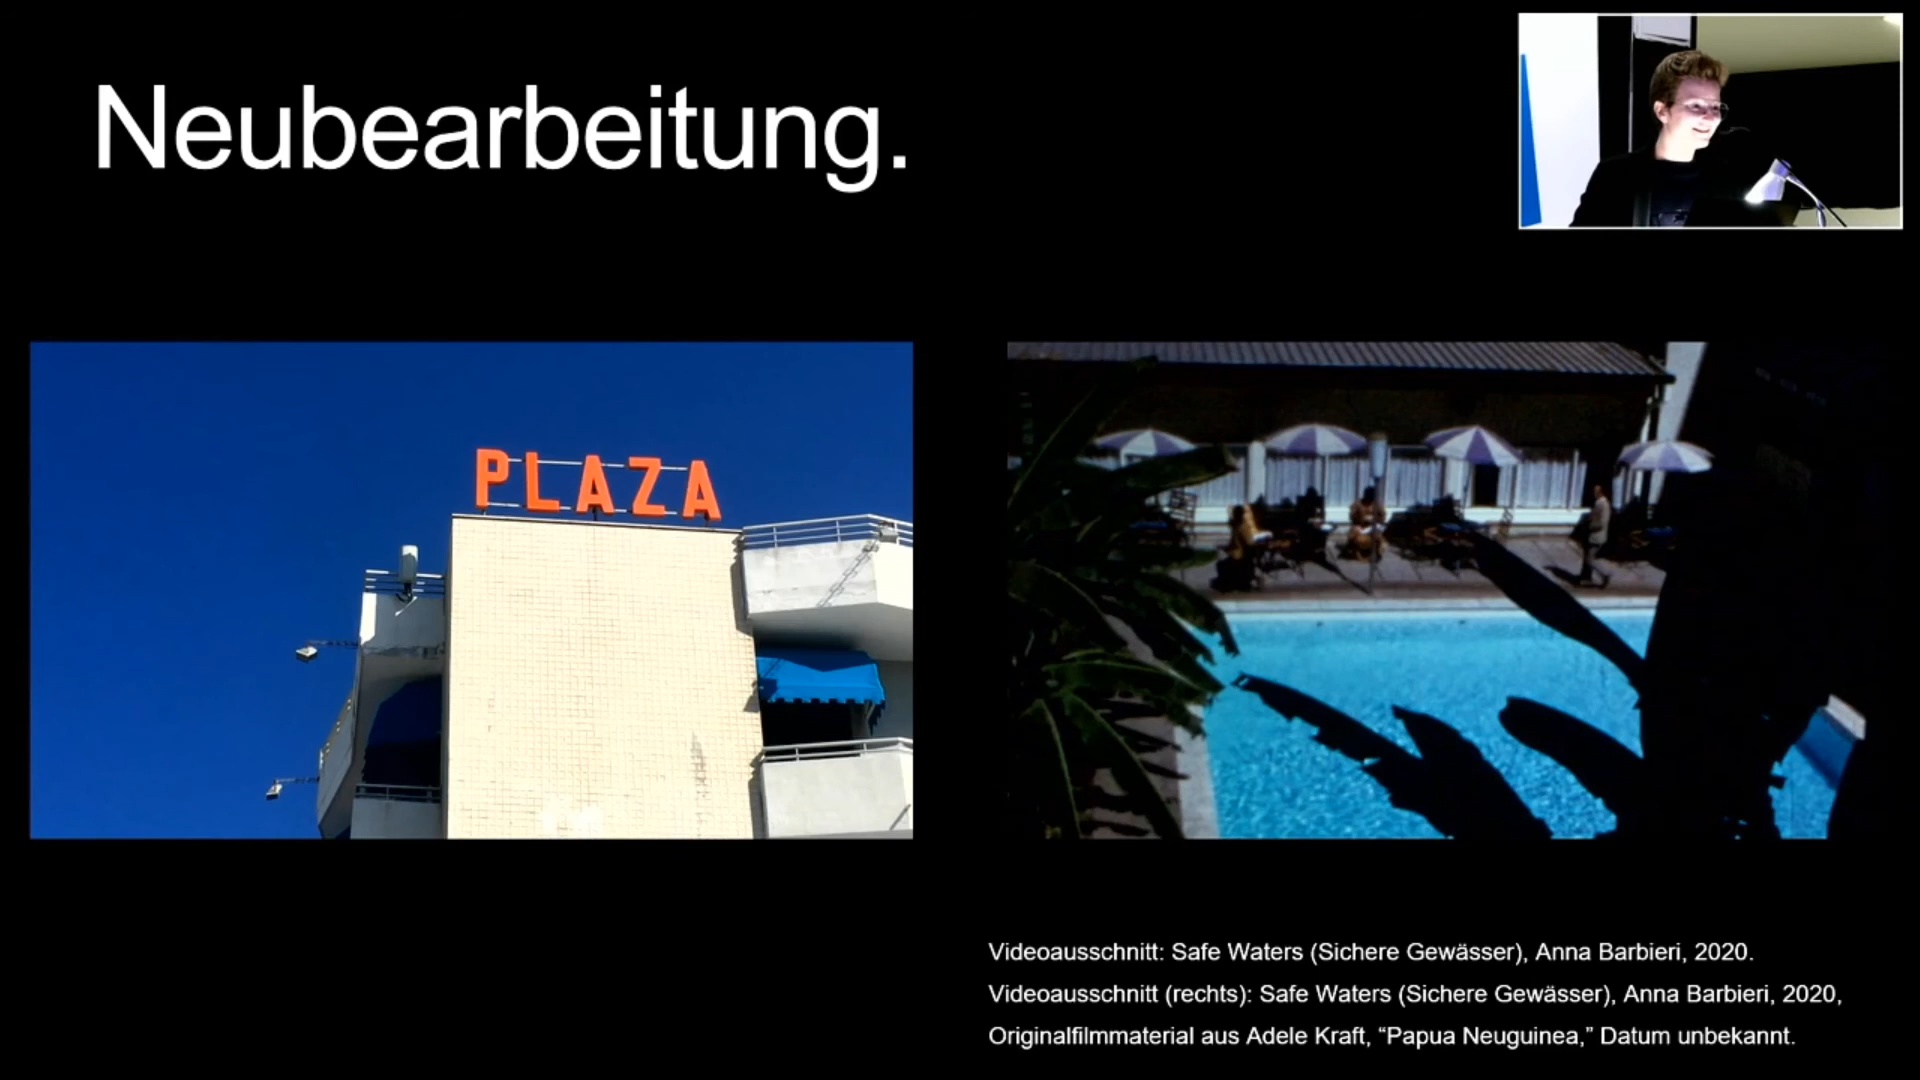 Neubearbeitung.
PLAZA
Videoausschnitt: Safe Waters (Sichere Gewässer), Anna Barbieri, 2020.
Videoausschnitt (rechts): Safe Waters (Sichere Gewässer), Anna Barbieri, 2020,
Originalfilmmaterial aus Adele Kraft, “Papua Neuguinea,” Datum unbekannt.